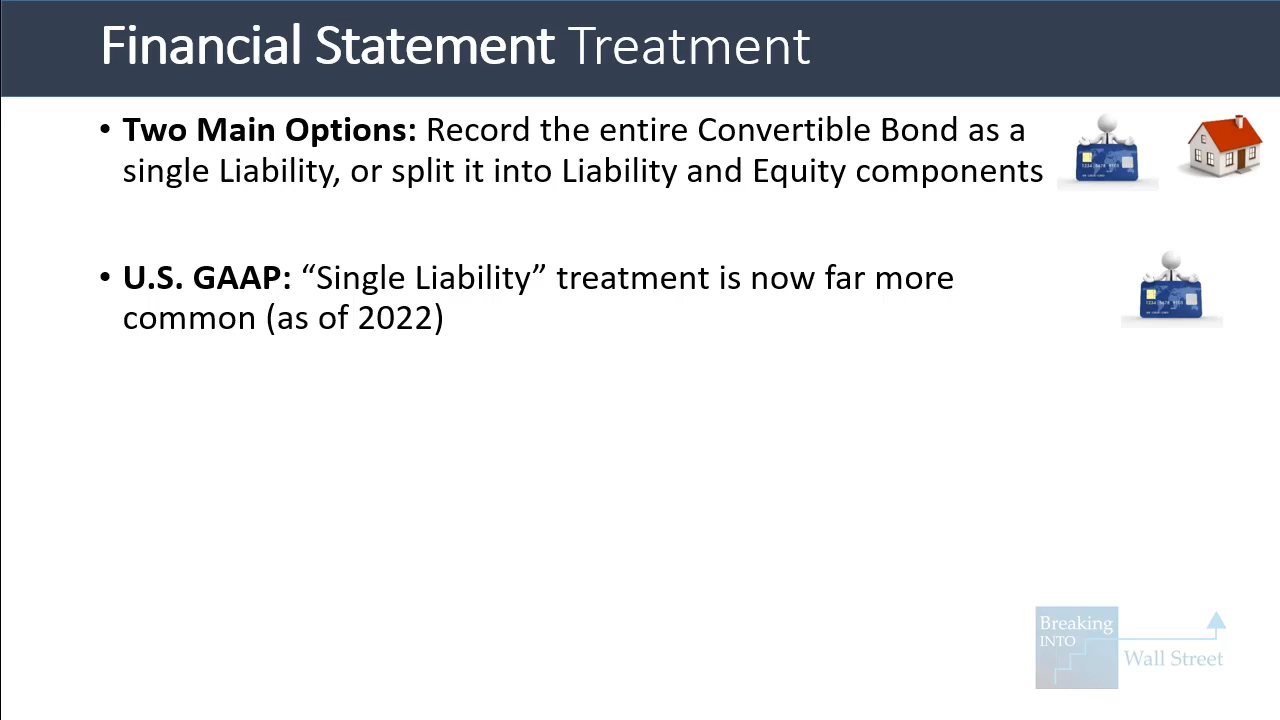 Financial Statement Treatment
• Two Main Options: Record the entire Convertible Bond as a
single Liability, or split it into Liability and Equity components
• U.S. GAAP: “Single Liability” treatment is now far more
common (as of 2022)
Breaking
INTO
Wall Street